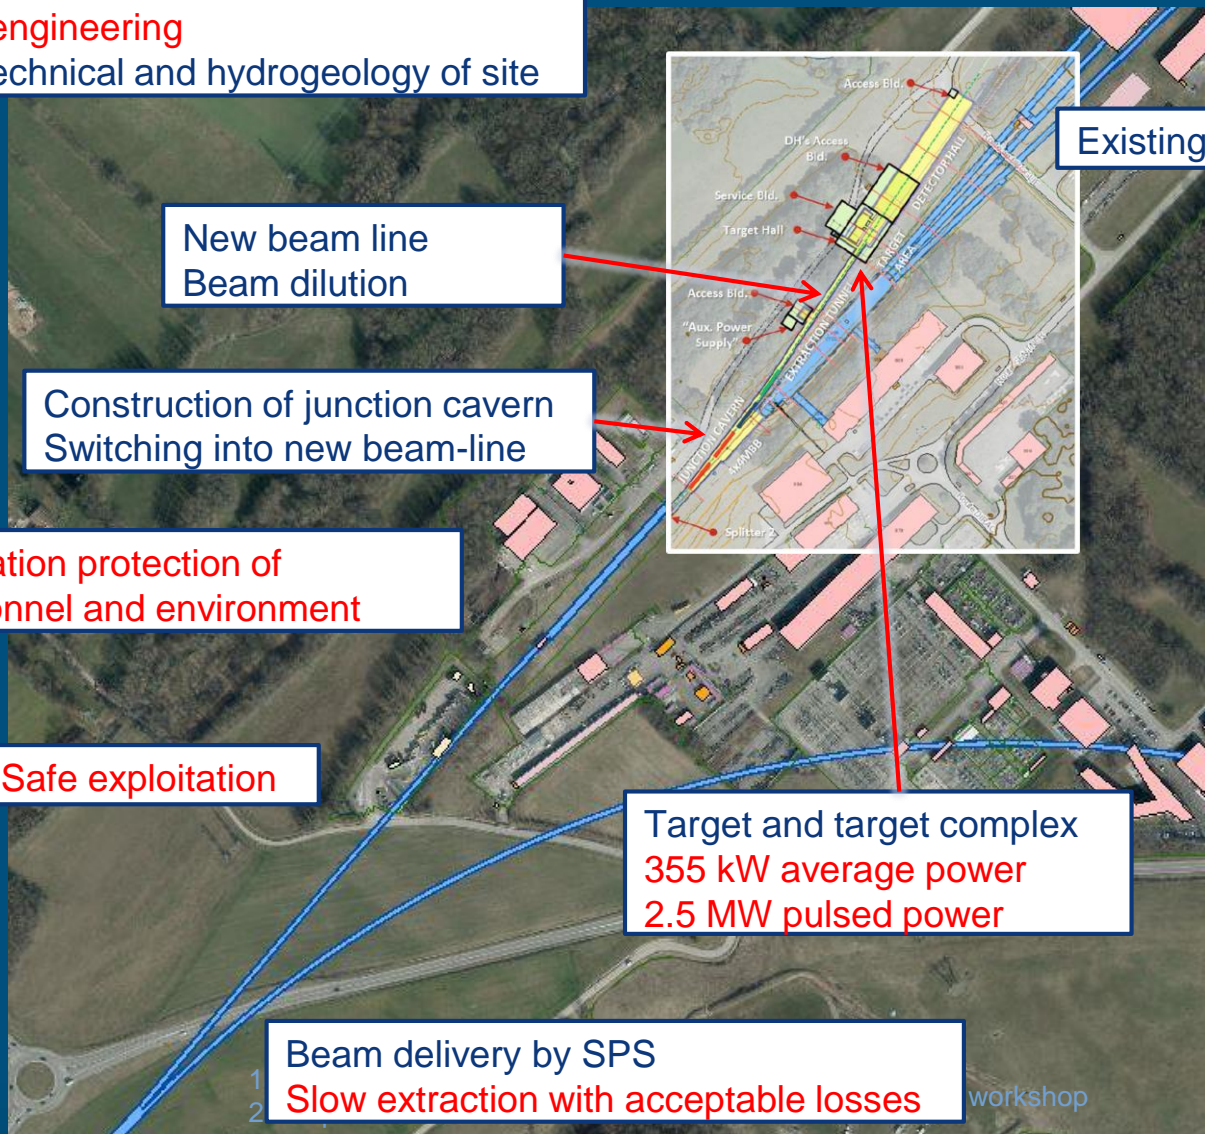 engineering
echnical and hydrogeology of site
Existing
New beam line
Beam dilution
Construction of junction cavern
Switching into new beam-line
ation protection of
onnel and environment
Safe exploitation
Target and target complex
355 kW average power
2.5 MW pulsed power
Beam delivery by SPS
Slow extraction with acceptable losses
1
2
workshop
Access Bld.
DH's Access
Bld.
Service Bld.
Target Hall
Access Bld.
"Aux. Power
Supply"
Splitter 2
DETECTOR HALL
TARGET
AREA
EXTRACTION TUNNEL
JUNCTION CAVERN
4x4MBB